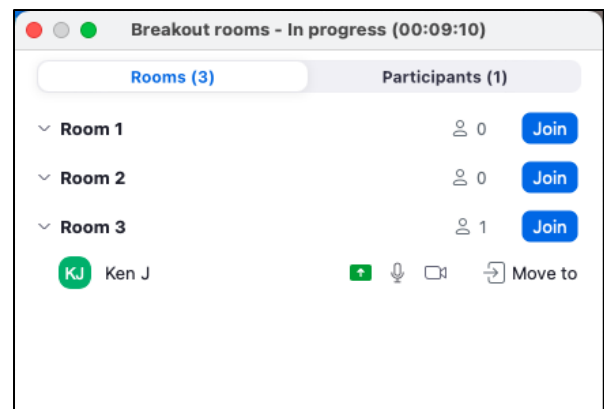 Breakout rooms - In progress (00:09:10)
Rooms (3) Participants (1)
Room 1 0 Join
Room 2 0 Join
Room 3 1 Join
KJ Ken J Move to